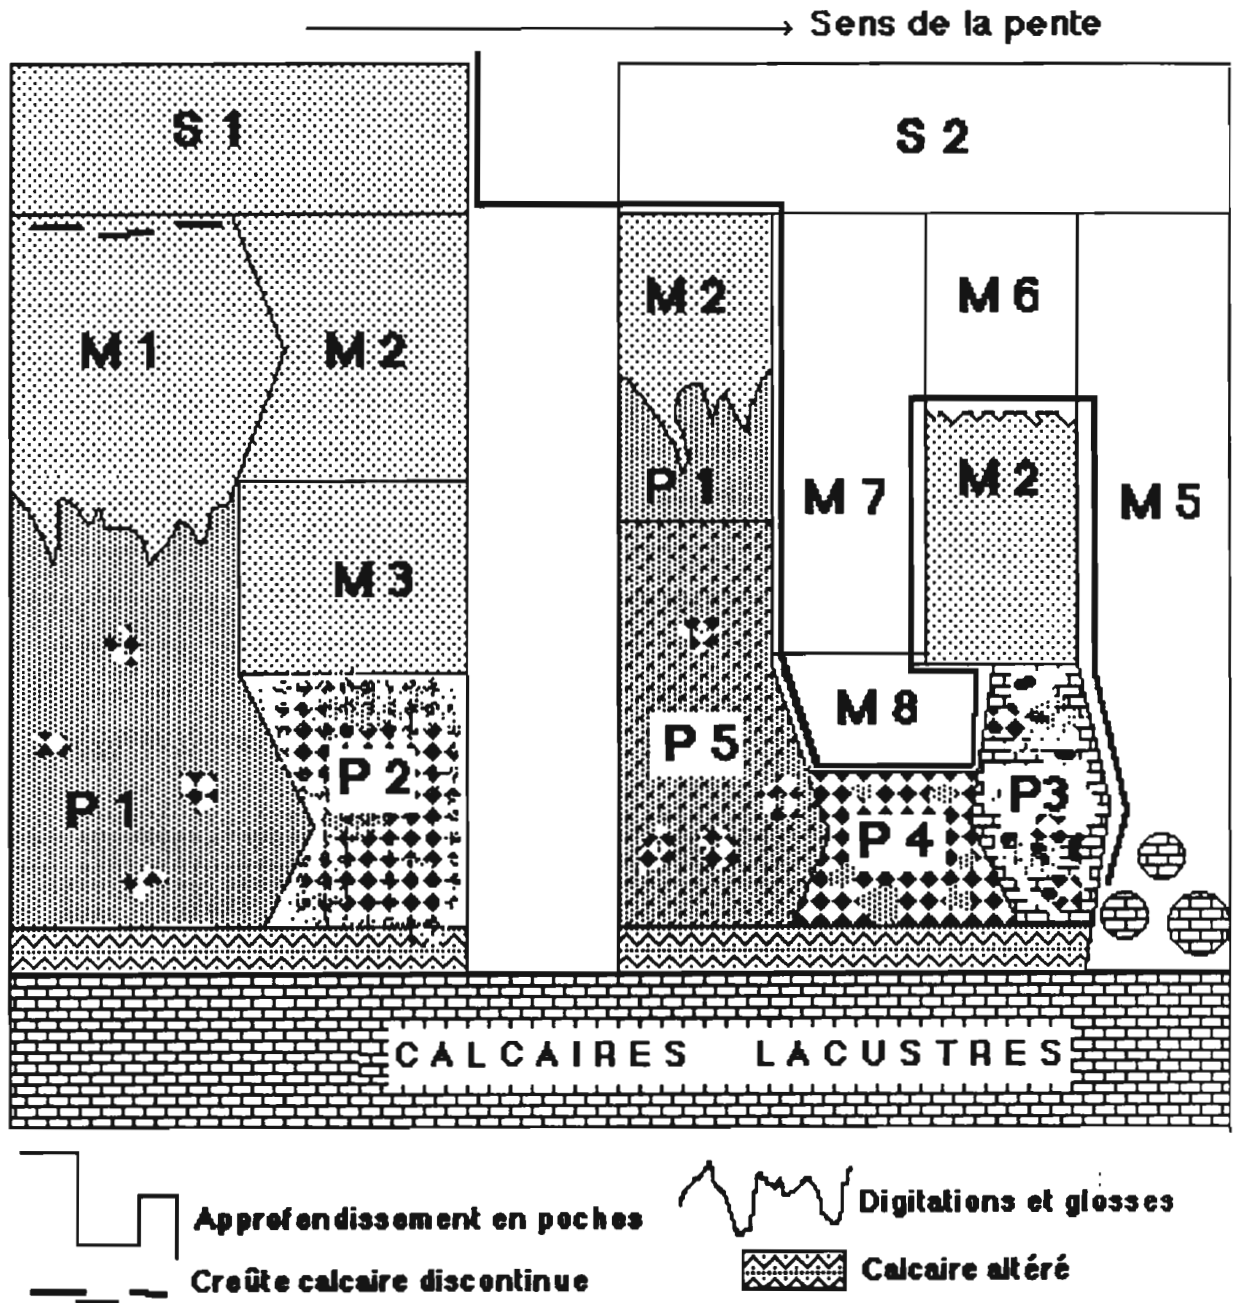 Sens de la pente
S 1
S 2
M 1
M 2
M 2
M 6
M 3
P 1
M 7
M 2
M 5
P 1
P 2
P 5
M 8
P 4
P 3
CALCAIRES LACUSTRES
Approfondissement en poches
Digitations et glosses
Croûte calcaire discontinue
Calcaire altéré